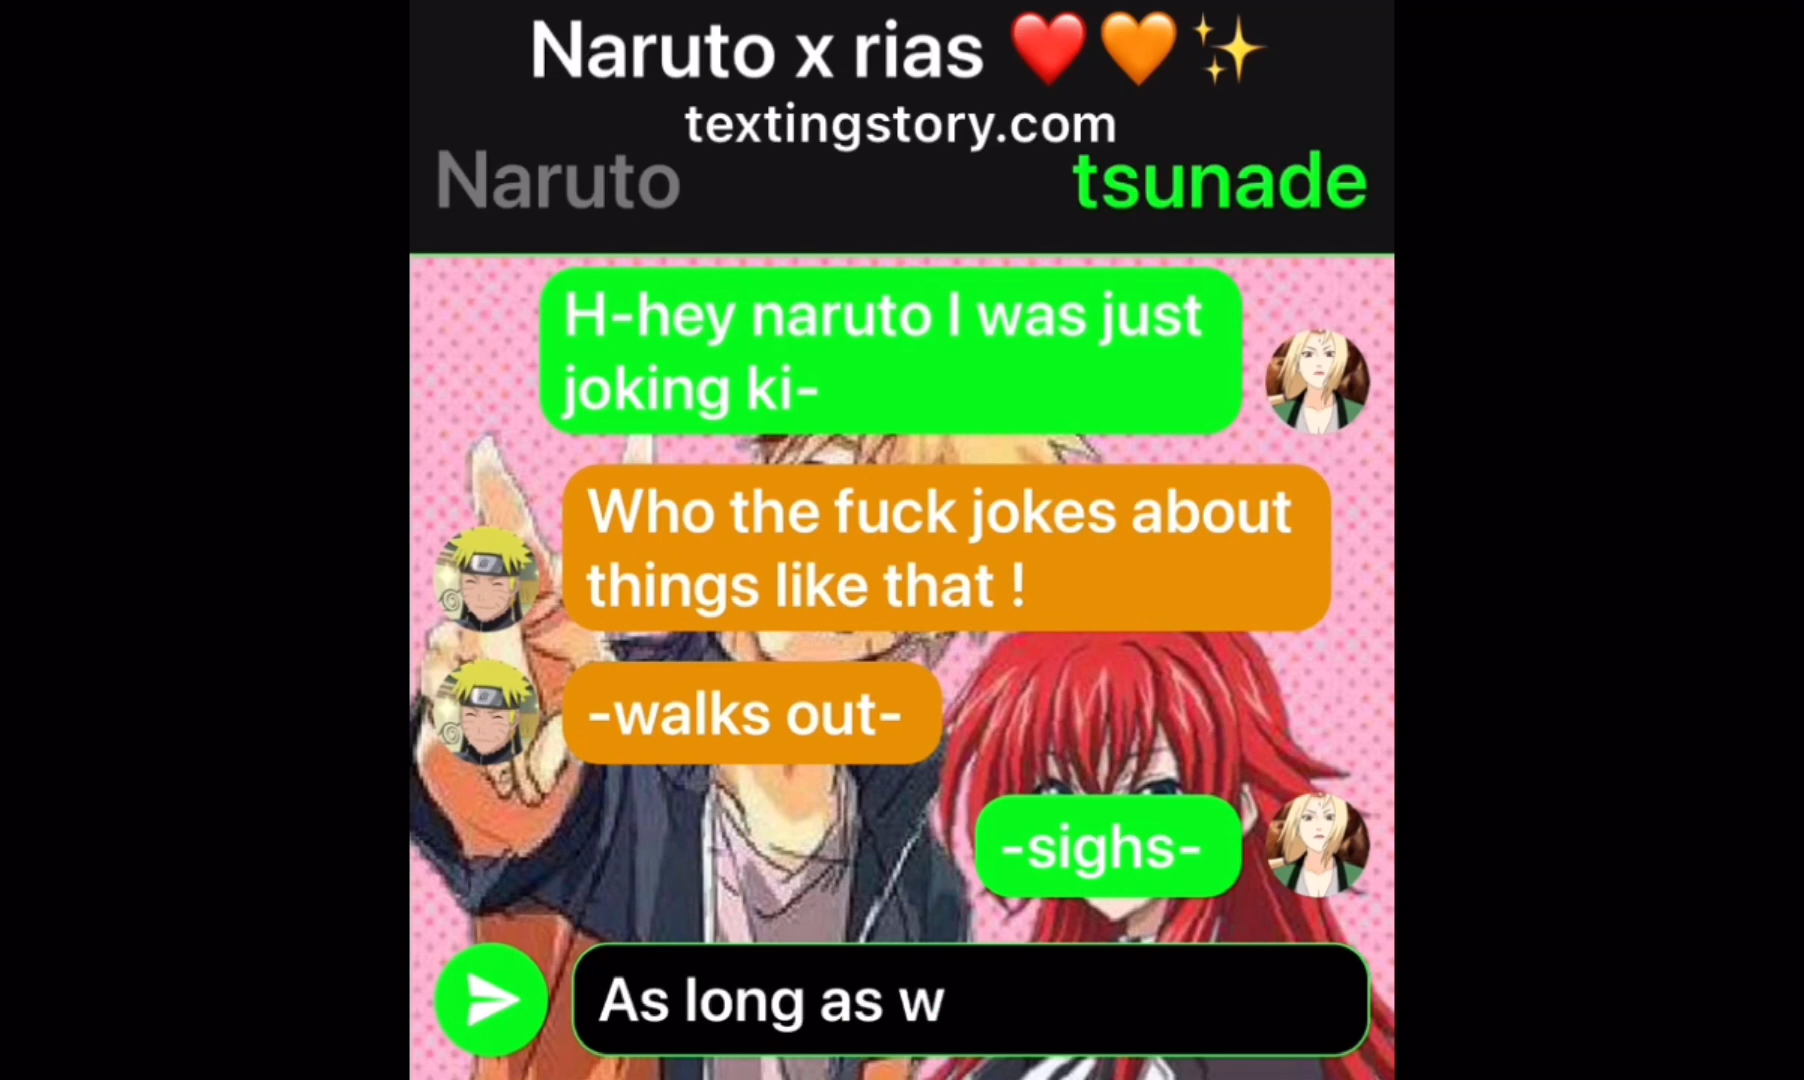 Naruto x rias ❤️🧡✨
textingstory.com
Naruto
tsunade
H-hey naruto I was just
joking ki-
Who the fuck jokes about
things like that !
-walks out-
-sighs-
As long as w